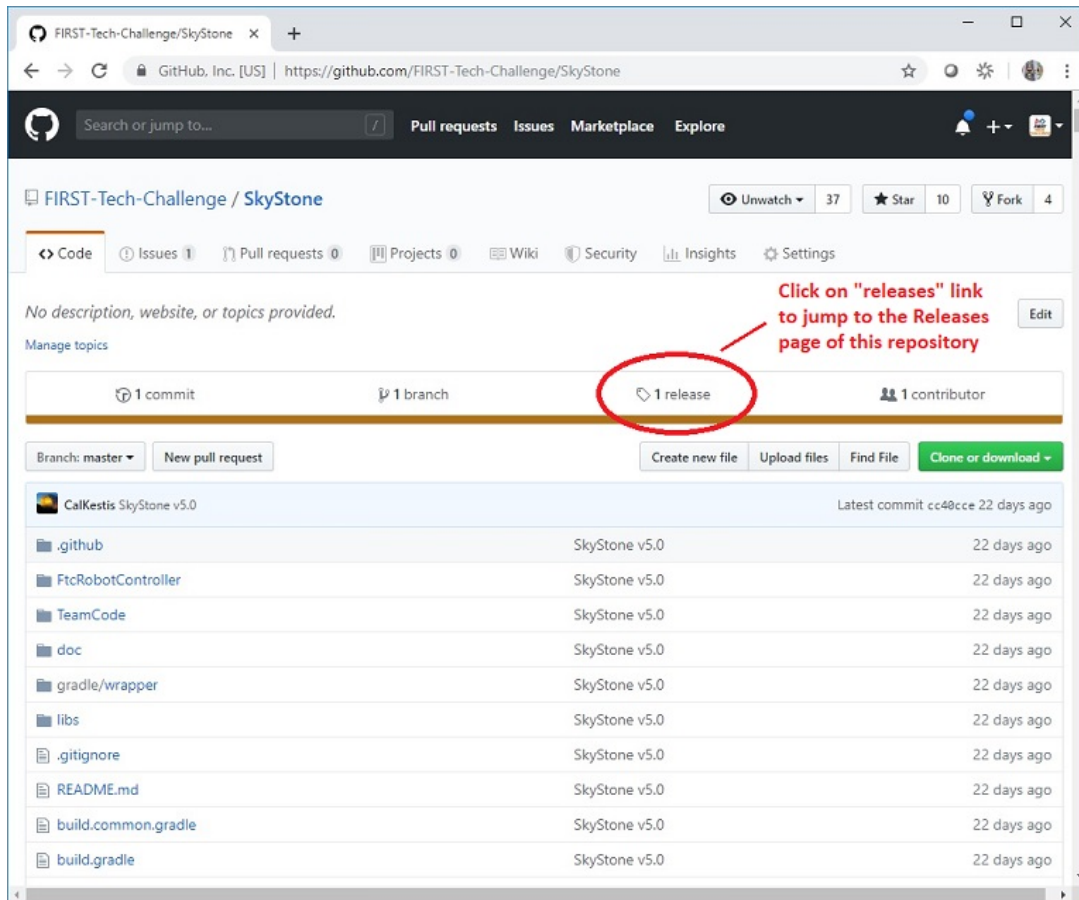 FIRST-Tech-Challenge/SkyStone
GitHub, Inc. [US] | https://github.com/FIRST-Tech-Challenge/SkyStone
Search or jump to... / Pull requests Issues Marketplace Explore
FIRST-Tech-Challenge / SkyStone Unwatch 37 Star 10 Fork 4
Code Issues 1 Pull requests 0 Projects 0 Wiki Security Insights Settings
Click on "releases" link
to jump to the Releases
page of this repository
No description, website, or topics provided. Edit
Manage topics
1 commit 1 branch 1 release 1 contributor
Branch: master New pull request Create new file Upload files Find File Clone or download
CalKestis SkyStone v5.0 Latest commit cc40cce 22 days ago
.github SkyStone v5.0 22 days ago
FtcRobotController SkyStone v5.0 22 days ago
TeamCode SkyStone v5.0 22 days ago
doc SkyStone v5.0 22 days ago
gradle/wrapper SkyStone v5.0 22 days ago
libs SkyStone v5.0 22 days ago
.gitignore SkyStone v5.0 22 days ago
README.md SkyStone v5.0 22 days ago
build.common.gradle SkyStone v5.0 22 days ago
build.gradle SkyStone v5.0 22 days ago